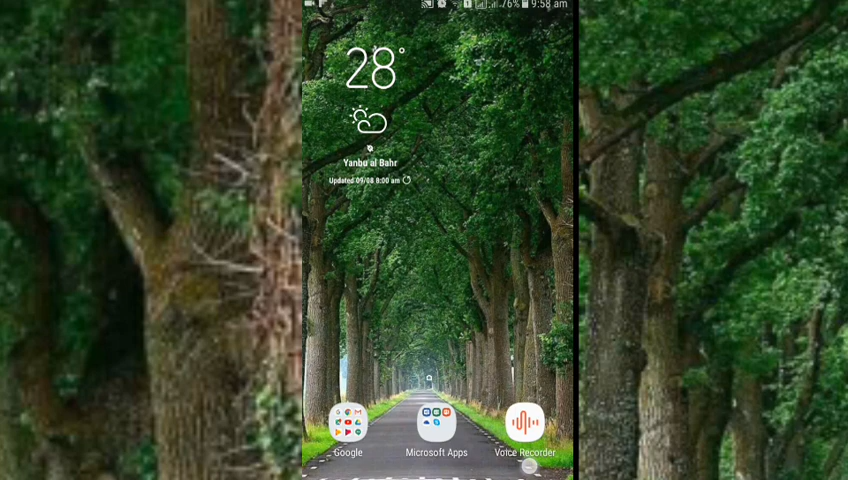 76% 9:58 am
28°
Yanbu al Bahr
Updated 09/08 8:00 am
Google
Microsoft Apps
Voice Recorder